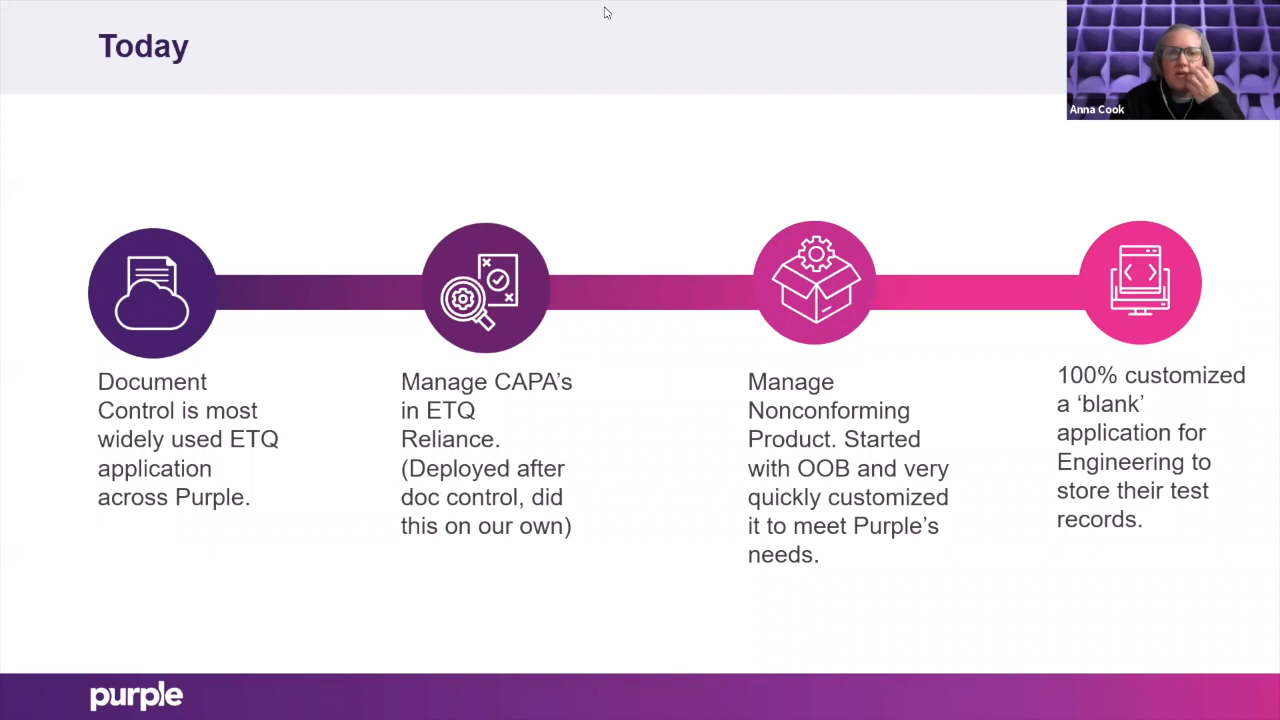 Today
Anna Cook
Document
Control is most
widely used ETQ
application
across Purple.
Manage CAPA’s
in ETQ
Reliance.
(Deployed after
doc control, did
this on our own)
Manage
Nonconforming
Product. Started
with OOB and very
quickly customized
it to meet Purple’s
needs.
100% customized
a ‘blank’
application for
Engineering to
store their test
records.
purple